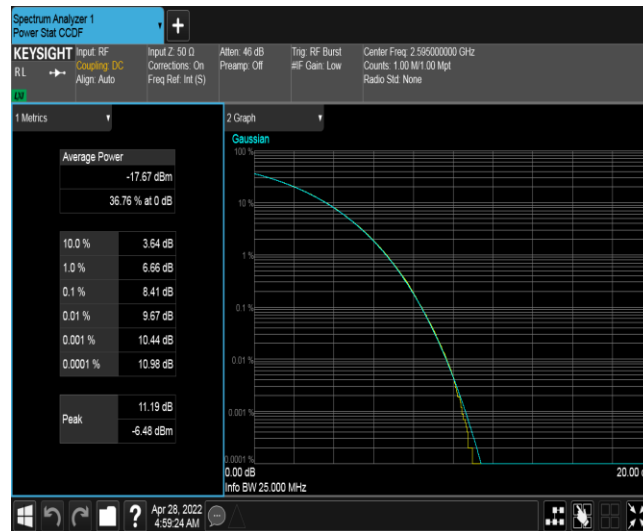 Spectrum Analyzer 1
Power Stat CCDF
+
KEYSIGHT
RL
Input: RF
Coupling: DC
Align: Auto
Input Z: 50 Ω
Corrections: On
Freq Ref: Int (S)
Atten: 46 dB
Preamp: Off
Trig: RF Burst
#IF Gain: Low
Center Freq: 2.595000000 GHz
Counts: 1.00 M/1.00 Mpt
Radio Std: None
1 Metrics
Average Power
-17.67 dBm
36.76 % at 0 dB
10.0 % 3.64 dB
1.0 % 6.66 dB
0.1 % 8.41 dB
0.01 % 9.67 dB
0.001 % 10.44 dB
0.0001 % 10.98 dB
Peak 11.19 dB
-6.48 dBm
2 Graph
Gaussian
100 %
10 %
1 %
0.1 %
0.01 %
0.001 %
0.0001 %
0.00 dB 20.00
Info BW 25.000 MHz
?
Apr 28, 2022
4:59:24 AM